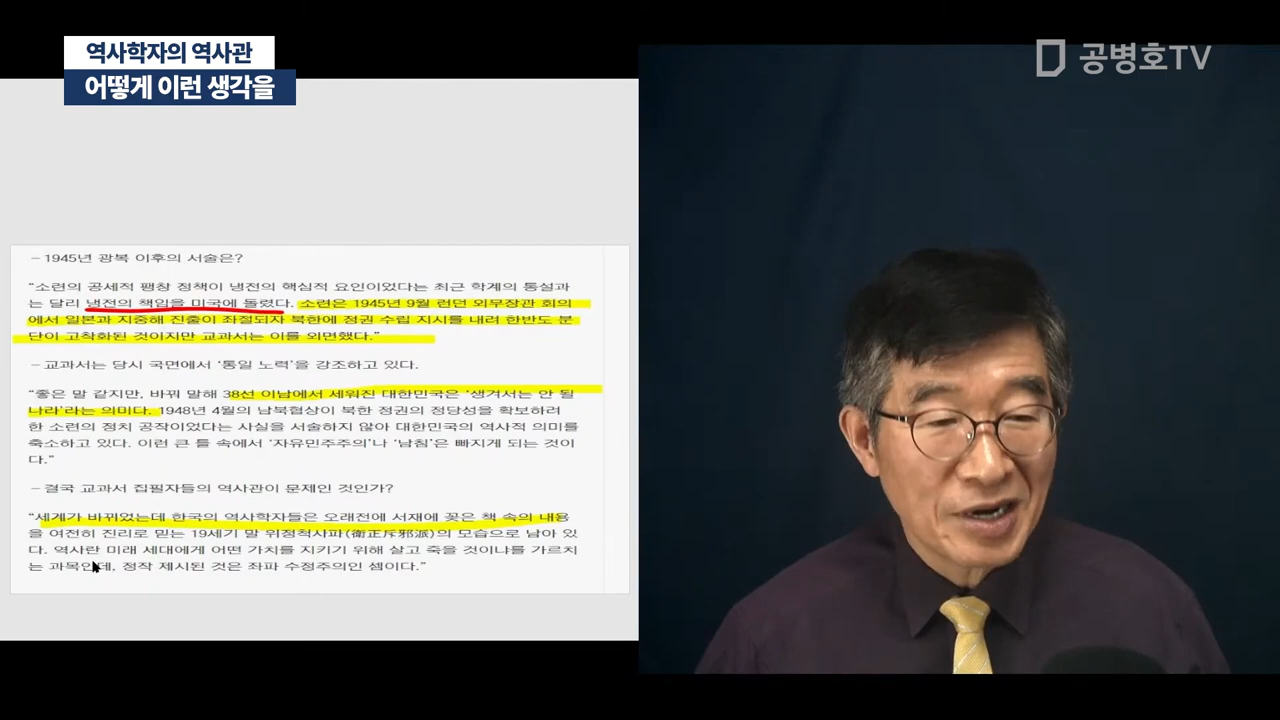 역사학자의 역사관
어떻게 이런 생각을
공병호TV
– 1945년 광복 이후의 서술은?
“소련의 공세적 팽창 정책이 냉전의 핵심적 요인이었다는 최근 학계의 통설과
는 달리 냉전의 책임을 미국에 돌렸다. 소련은 1945년 9월 런던 외무장관 회의
에서 일본과 지중해 진출이 좌절되자 북한에 정권 수립 지시를 내려 한반도 분
단이 고착화된 것이지만 교과서는 이를 외면했다.”
– 교과서는 당시 국면에서 ‘통일 노력’을 강조하고 있다.
“좋은 말 같지만, 바꿔 말해 38선 이남에서 세워진 대한민국은 ‘생겨서는 안 될
나라’라는 의미다. 1948년 4월의 남북협상이 북한 정권의 정당성을 확보하려
한 소련의 정치 공작이었다는 사실을 서술하지 않아 대한민국의 역사적 의미를
축소하고 있다. 이런 큰 틀 속에서 ‘자유민주주의’나 ‘남침’은 빠지게 되는 것이
다.”
– 결국 교과서 집필자들의 역사관이 문제인 것인가?
“세계가 바뀌었는데 한국의 역사학자들은 오래전에 서재에 꽂은 책 속의 내용
을 여전히 진리로 믿는 19세기 말 위정척사파(衛正斥邪派)의 모습으로 남아 있
다. 역사란 미래 세대에게 어떤 가치를 지키기 위해 살고 죽을 것이냐를 가르치
는 과목인데, 정작 제시된 것은 좌파 수정주의인 셈이다.”